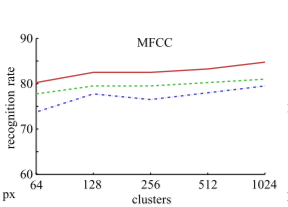 MFCC
90
80
70
60
recognition rate
64 128 256 512 1024
px
clusters